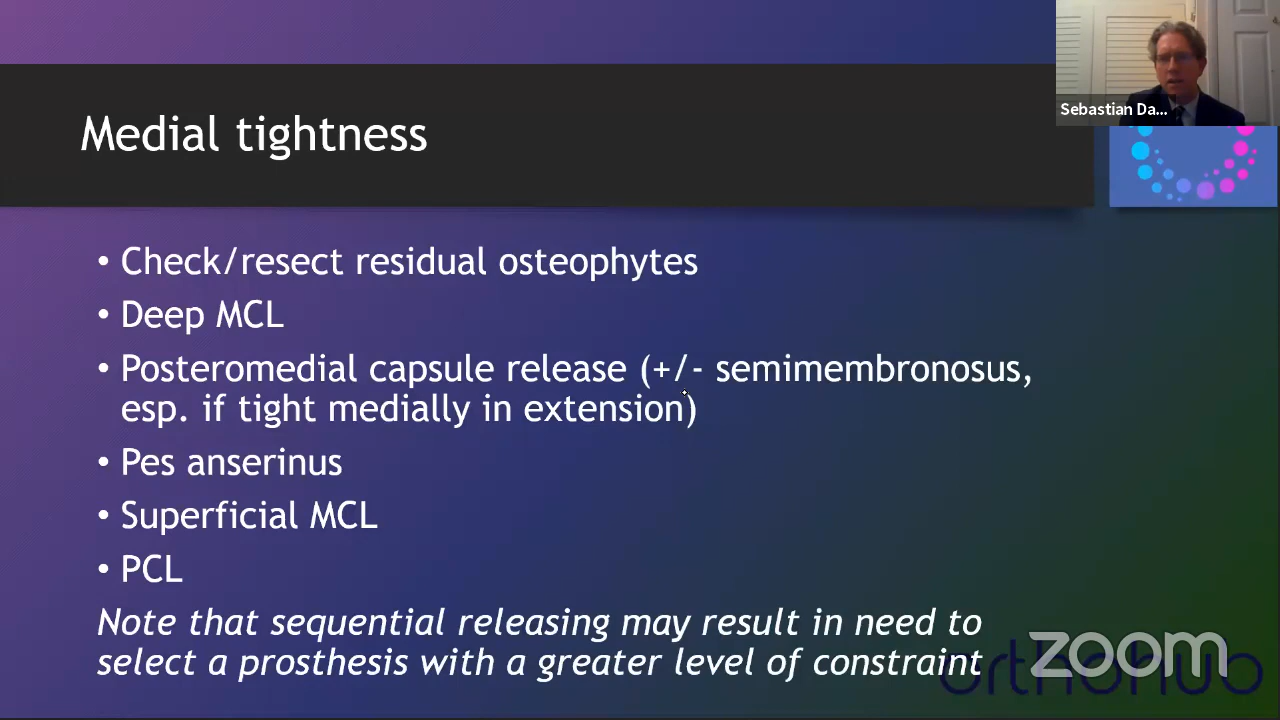 Sebastian Da...
Medial tightness
• Check/resect residual osteophytes
• Deep MCL
• Posteromedial capsule release (+/- semimembronosus,
esp. if tight medially in extension)
• Pes anserinus
• Superficial MCL
• PCL
Note that sequential releasing may result in need to
select a prosthesis with a greater level of constraint
zoom
orthohub